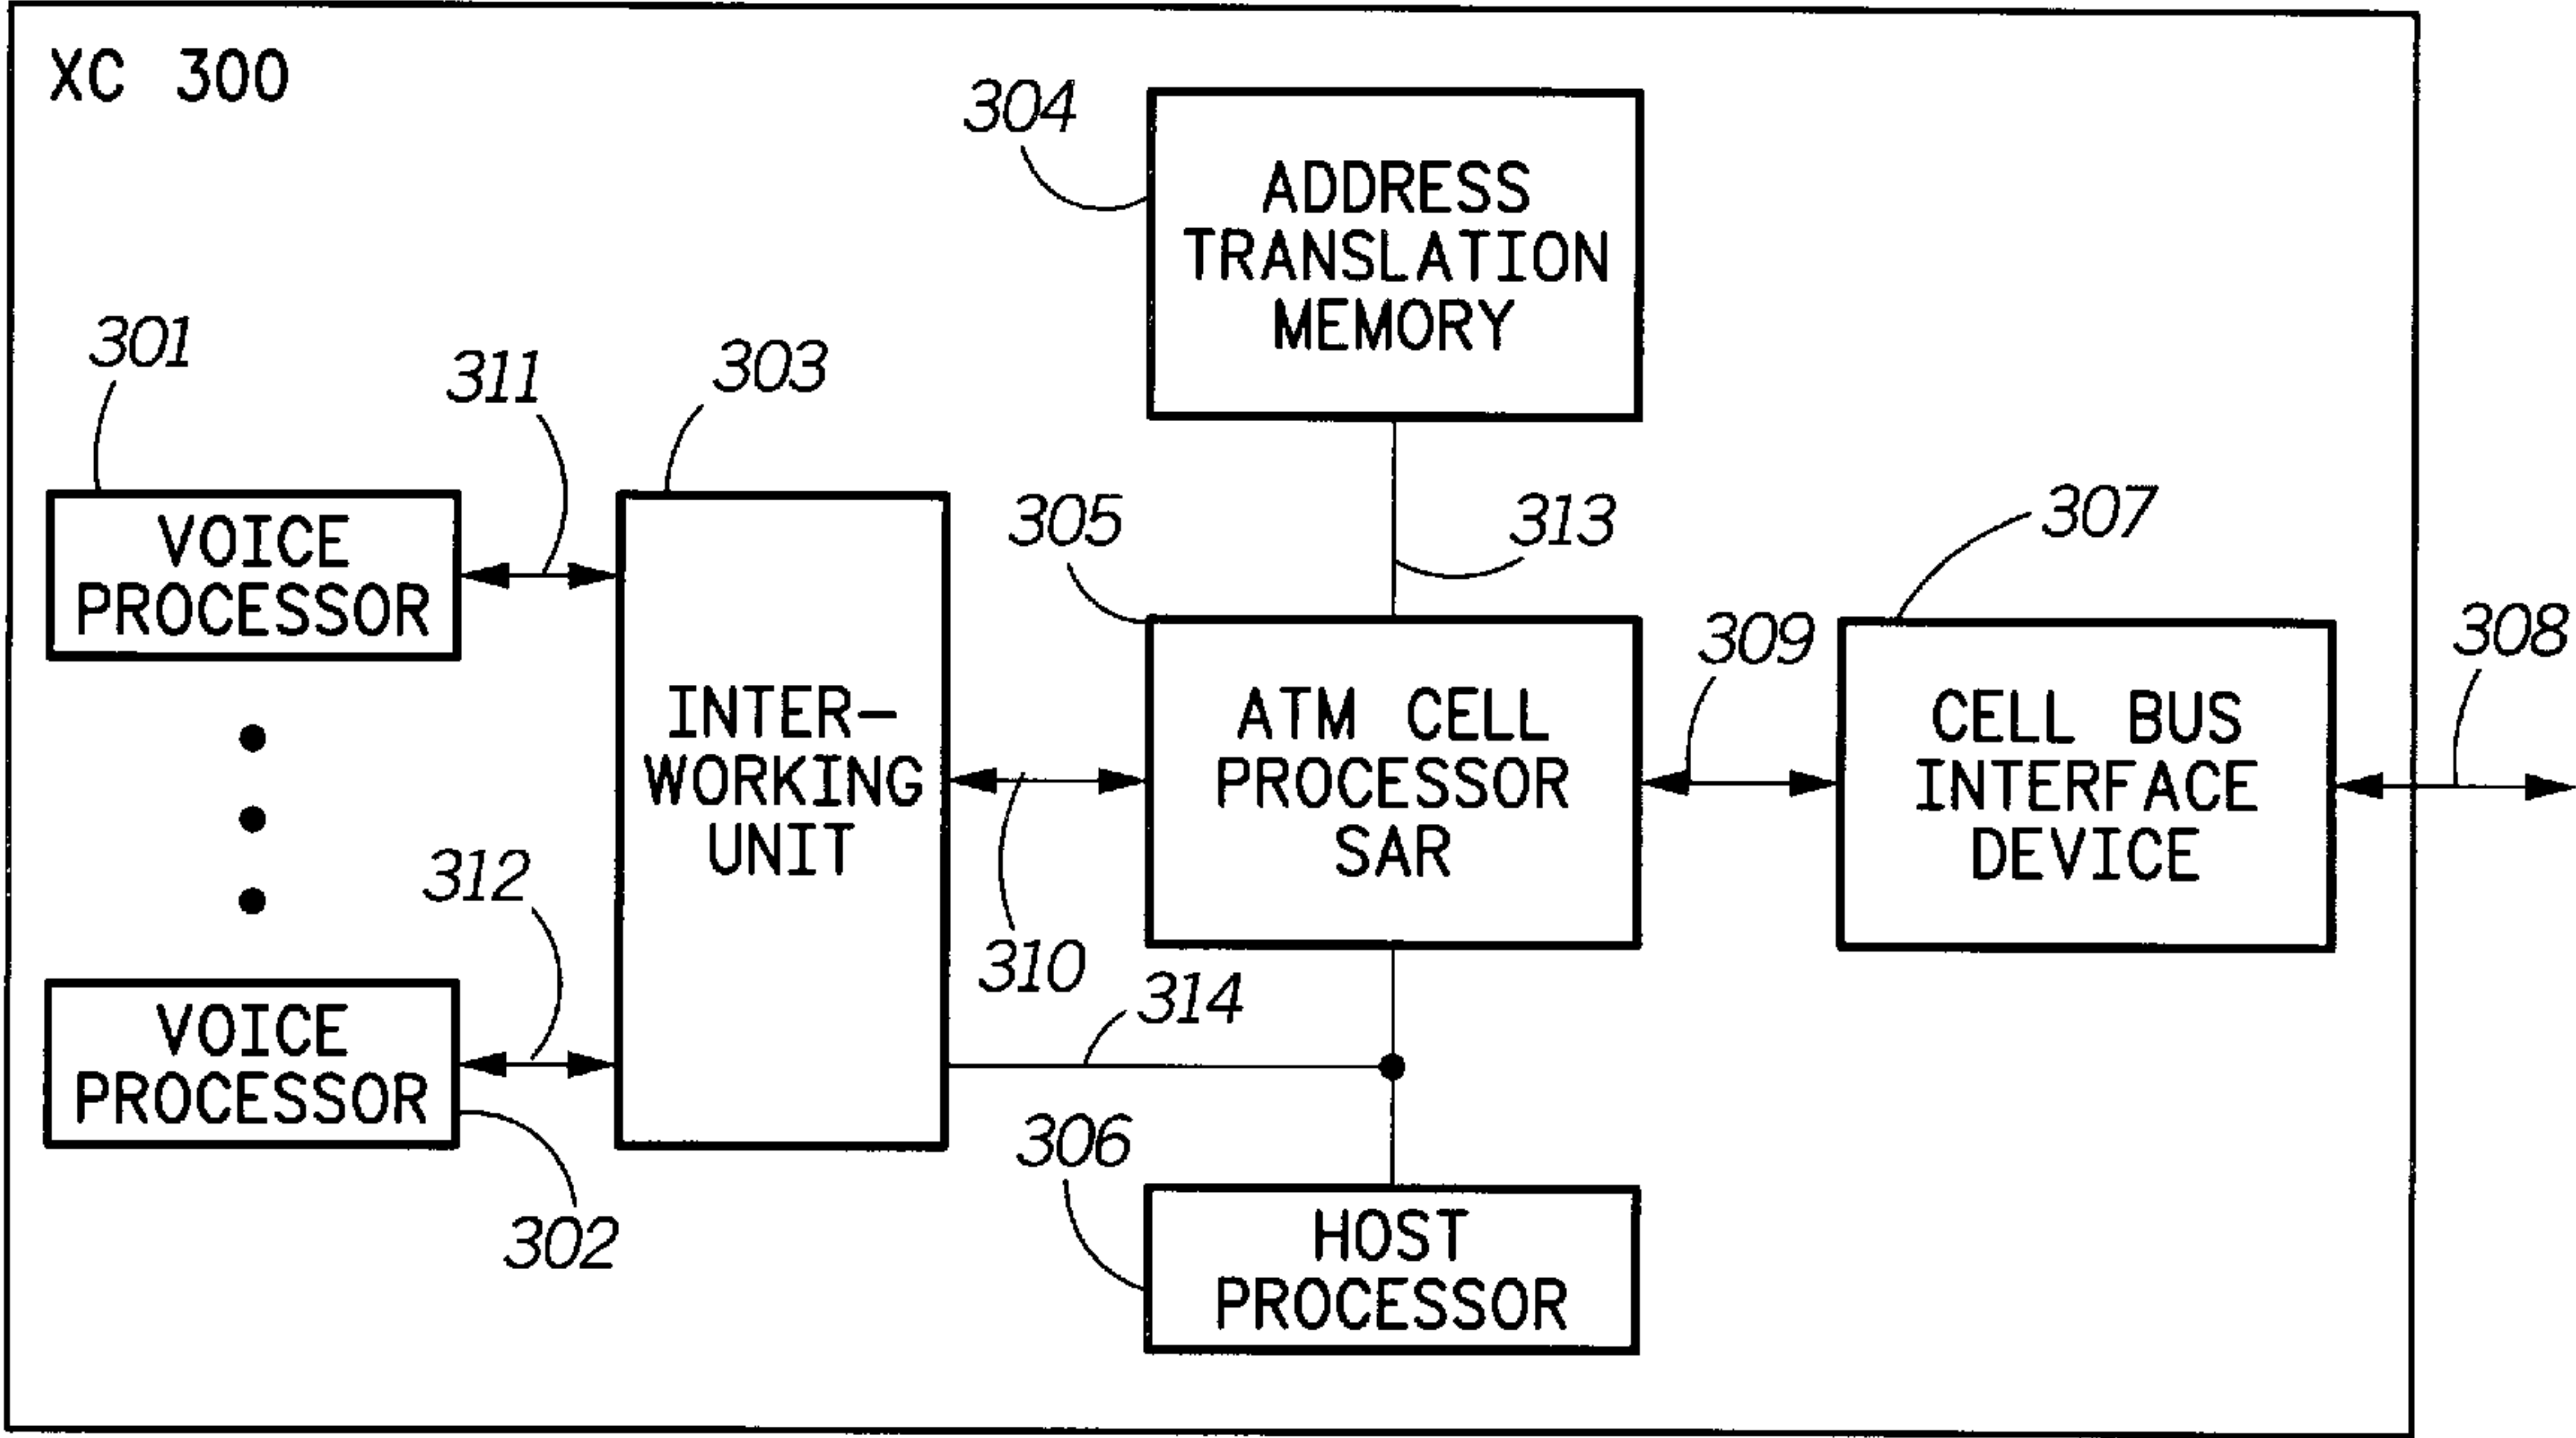 XC 300
304
ADDRESS
TRANSLATION
MEMORY
301
311
303
VOICE
PROCESSOR
305
313
307
INTER-
WORKING
UNIT
ATM CELL
PROCESSOR
SAR
309
CELL BUS
INTERFACE
DEVICE
308
312
310
314
VOICE
PROCESSOR
302
306
HOST
PROCESSOR